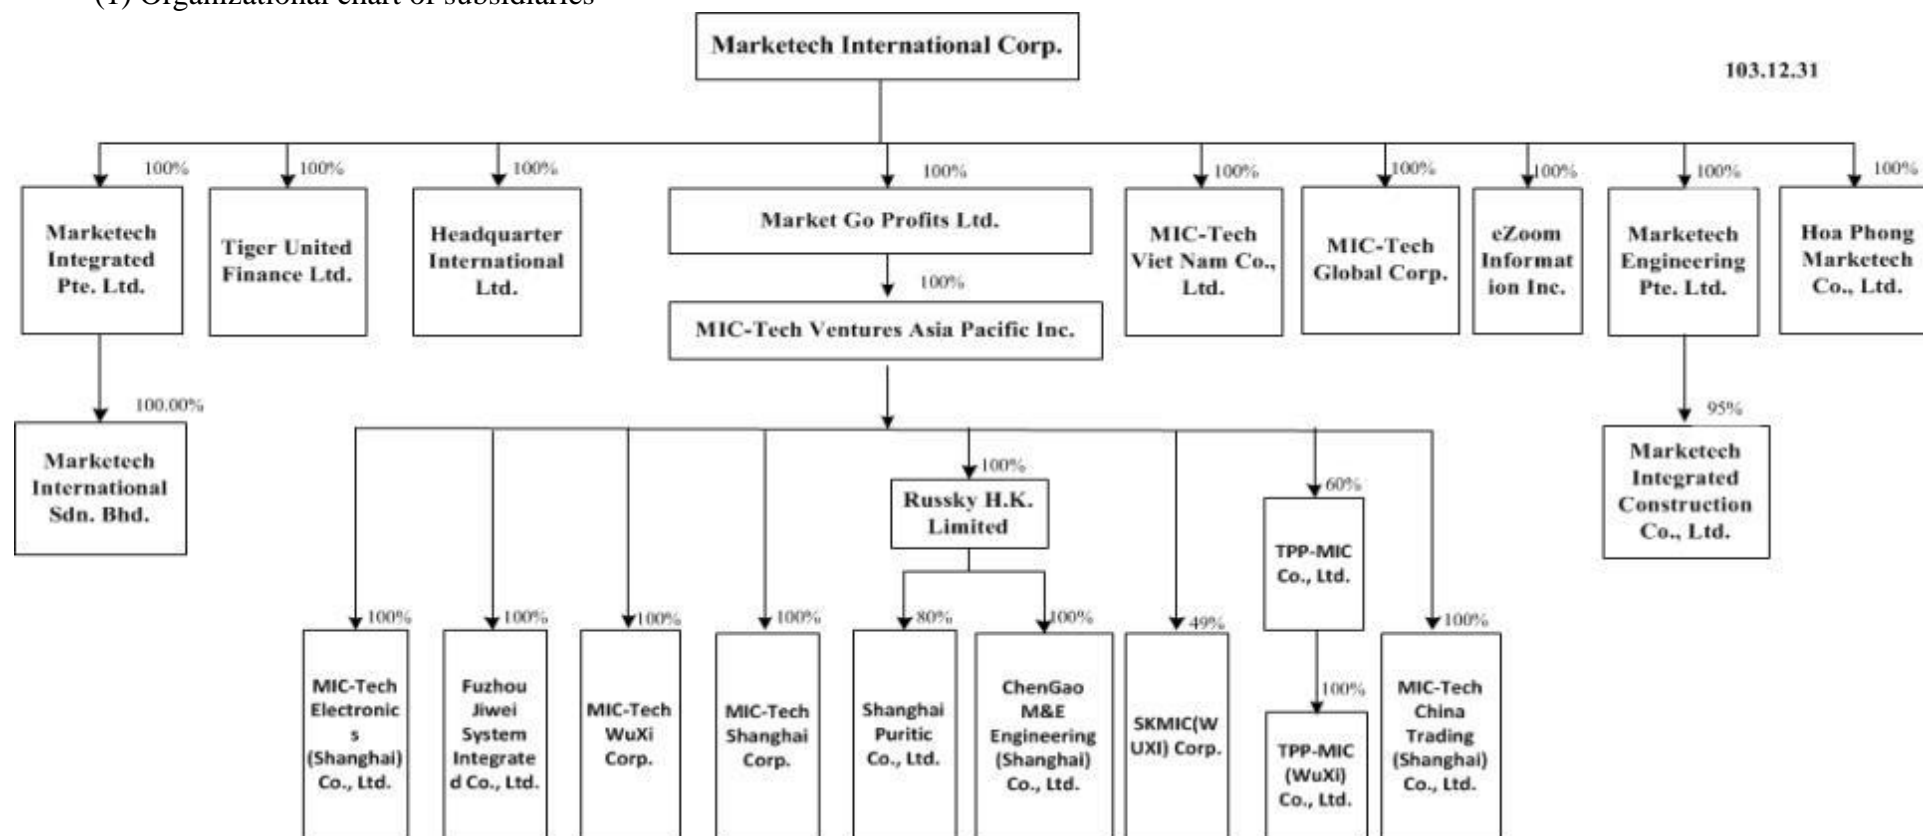 (1) Organizational chart of subsidiaries
Marketech International Corp.
103.12.31
100%
100%
100%
100%
100%
100%
100%
100%
100%
Marketech
Integrated
Pte. Ltd.
Tiger United
Finance Ltd.
Headquarter
International
Ltd.
Market Go Profits Ltd.
MIC-Tech
Viet Nam Co.,
Ltd.
MIC-Tech
Global Corp.
eZoom
Informat
ion Inc.
Marketech
Engineering
Pte. Ltd.
Hoa Phong
Marketech
Co., Ltd.
100%
MIC-Tech Ventures Asia Pacific Inc.
100.00%
95%
Marketech
International
Sdn. Bhd.
Marketech
Integrated
Construction
Co., Ltd.
100%
Russky H.K.
Limited
60%
TPP-MIC
Co., Ltd.
100%
100%
100%
100%
80%
100%
49%
100%
100%
MIC-Tech
Electronic
s
(Shanghai)
Co., Ltd.
Fuzhou
Jiwei
System
Integrate
d Co., Ltd.
MIC-Tech
WuXi
Corp.
MIC-Tech
Shanghai
Corp.
Shanghai
Puritic
Co., Ltd.
ChenGao
M&E
Engineering
(Shanghai)
Co., Ltd.
SKMIC(W
UXI) Corp.
TPP-MIC
(WuXi)
Co., Ltd.
MIC-Tech
China
Trading
(Shanghai)
Co., Ltd.